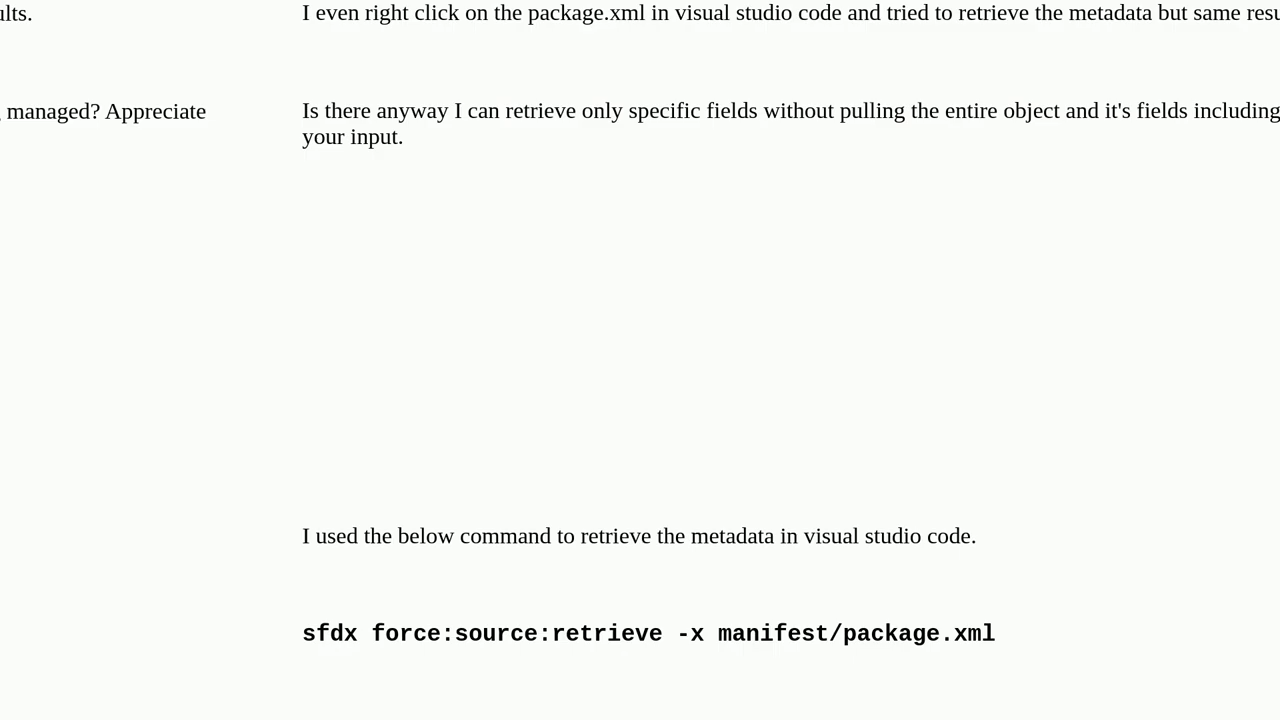 I even right click on the package.xml in visual studio code and tried to retrieve the metadata but same results.
Is there anyway I can retrieve only specific fields without pulling the entire object and it's fields including managed? Appreciate
your input.
I used the below command to retrieve the metadata in visual studio code.
sfdx force:source:retrieve -x manifest/package.xml